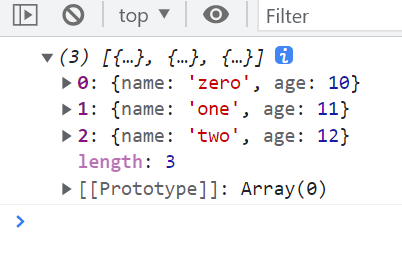 top Filter
(3) [{…}, {…}, {…}] i
0: {name: 'zero', age: 10}
1: {name: 'one', age: 11}
2: {name: 'two', age: 12}
length: 3
[[Prototype]]: Array(0)